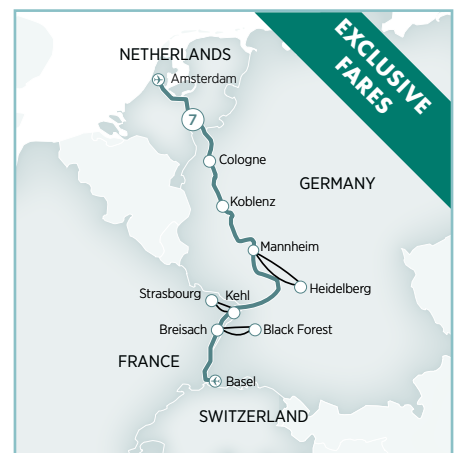 EXCLUSIVE
FARES
NETHERLANDS
Amsterdam
7
Cologne
GERMANY
Koblenz
Mannheim
Heidelberg
Strasbourg
Kehl
Breisach
Black Forest
FRANCE
Basel
SWITZERLAND